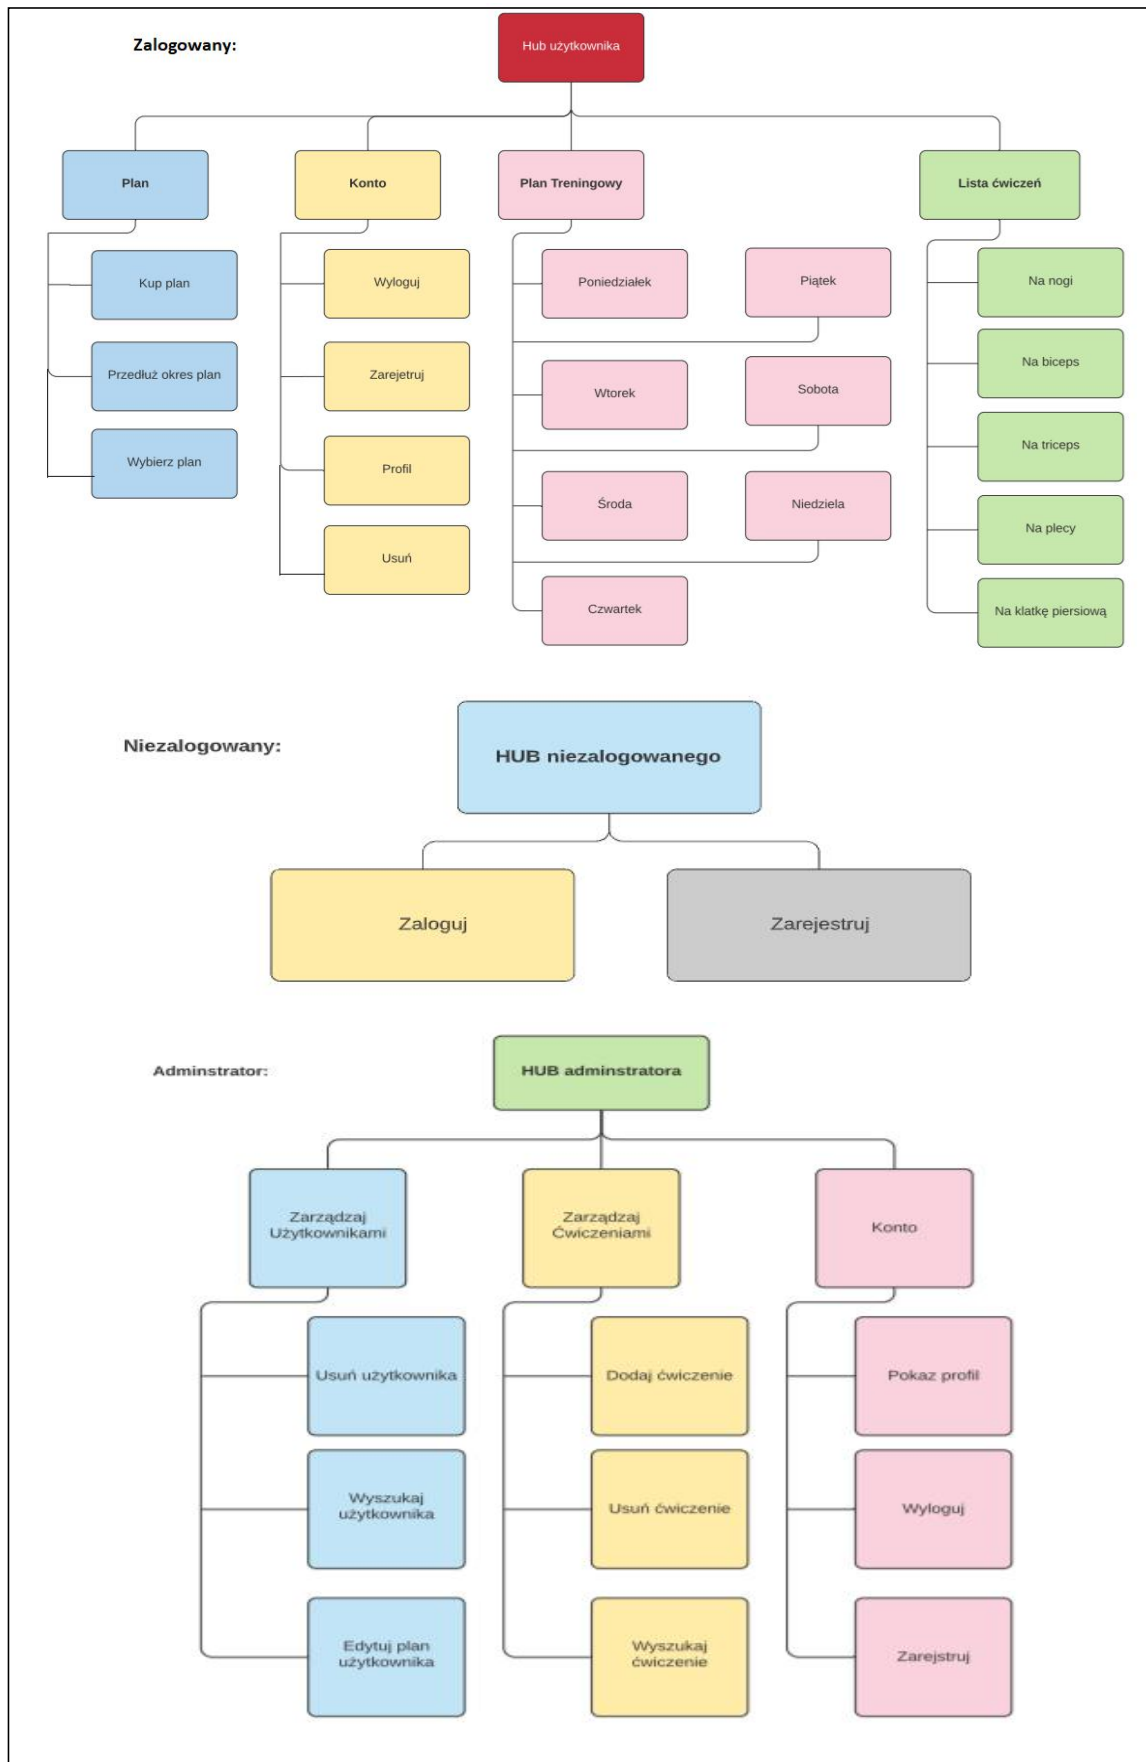 Zalogowany:
Hub użytkownika
Plan
Konto
Plan Treningowy
Lista ćwiczeń
Kup plan
Przedłuż okres plan
Wybierz plan
Wyloguj
Zarejetruj
Profil
Usuń
Poniedziałek
Wtorek
Środa
Czwartek
Piątek
Sobota
Niedziela
Na nogi
Na biceps
Na triceps
Na plecy
Na klatkę piersiową
Niezalogowany:
HUB niezalogowanego
Zaloguj
Zarejestruj
Adminstrator:
HUB adminstratora
Zarządzaj
Użytkownikami
Zarządzaj
Ćwiczeniami
Konto
Usuń użytkownika
Wyszukaj
użytkownika
Edytuj plan
użytkownika
Dodaj ćwiczenie
Usuń ćwiczenie
Wyszukaj
ćwiczenie
Pokaz profil
Wyloguj
Zarejstruj